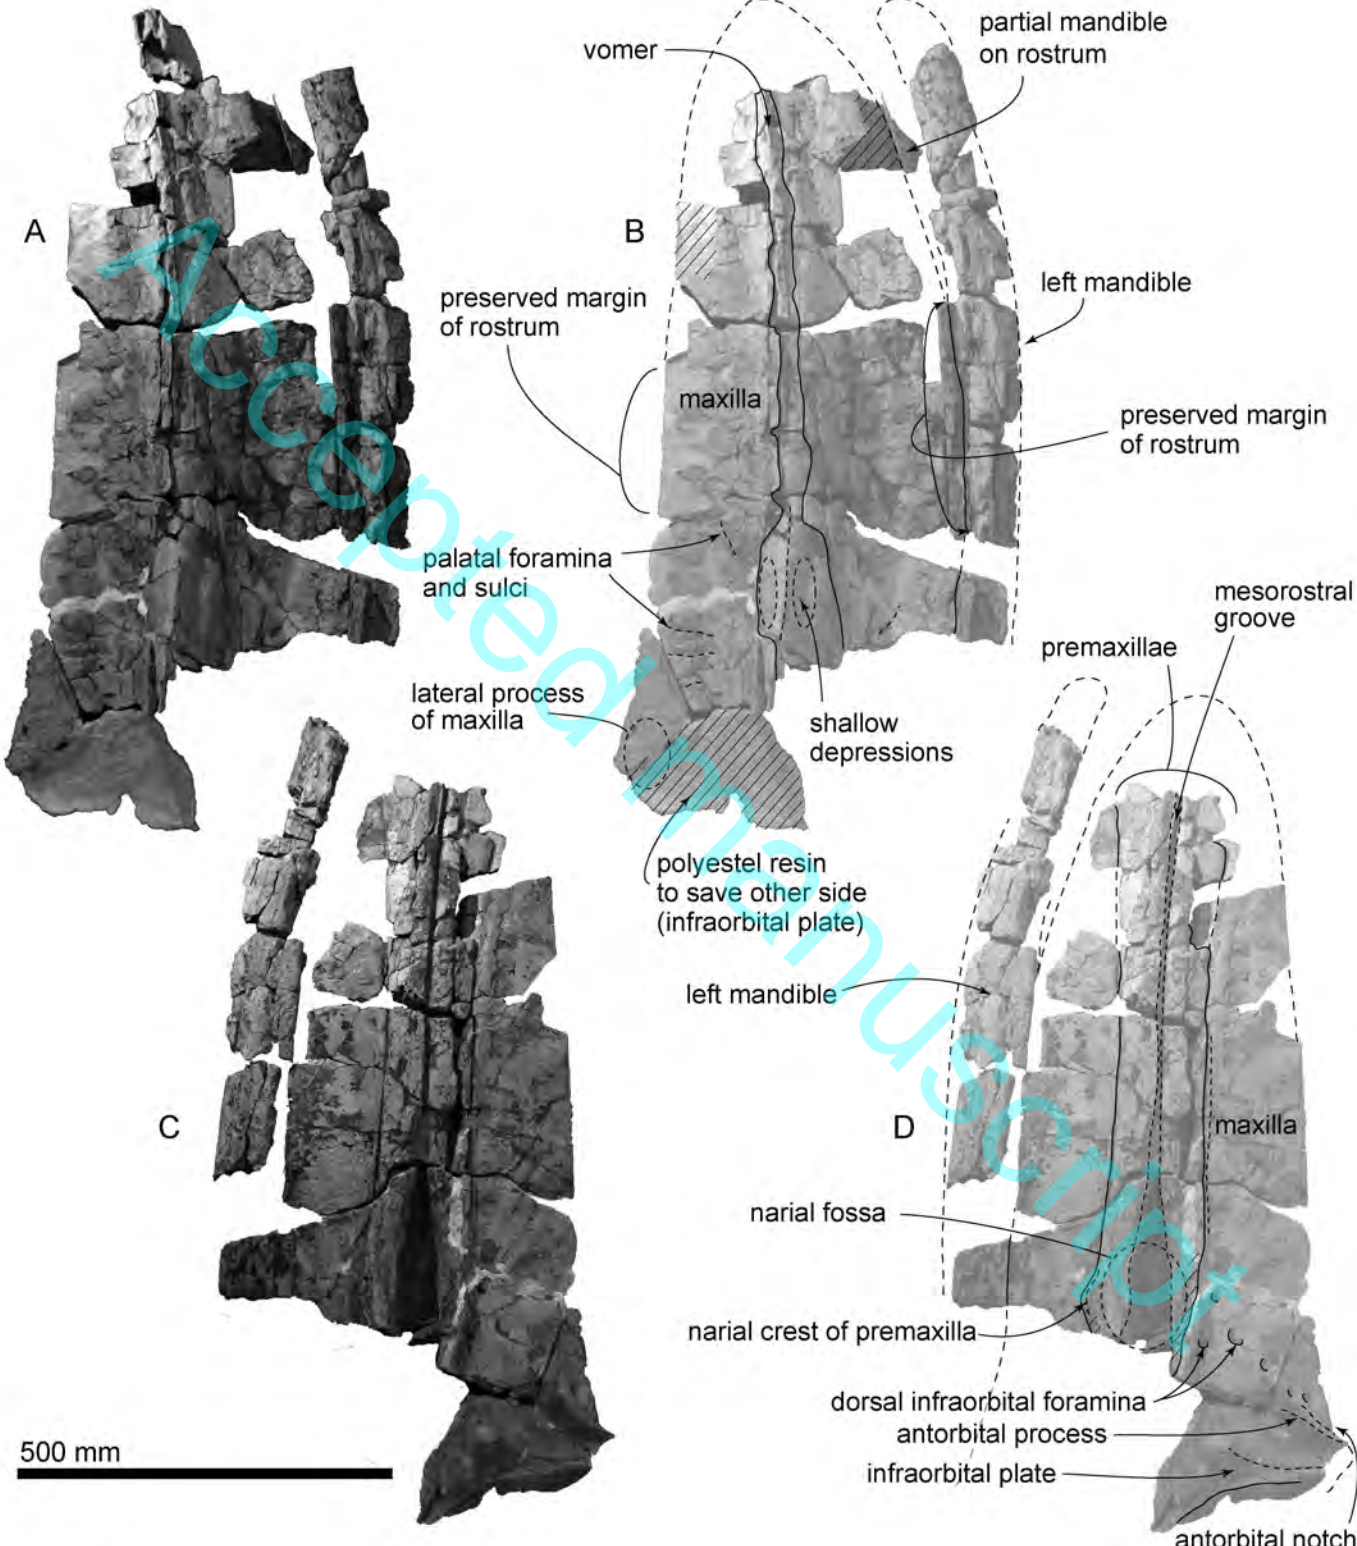 partial mandible
on rostrum
vomer
A
B
preserved margin
of rostrum
left mandible
maxilla
preserved margin
of rostrum
palatal foramina
and sulci
mesorostral
groove
premaxillae
lateral process
of maxilla
shallow
depressions
polyestel resin
to save other side
(infraorbital plate)
left mandible
C
D
maxilla
narial fossa
narial crest of premaxilla
dorsal infraorbital foramina
antorbital process
infraorbital plate
500 mm
antorbital notch
Accepted manuscript